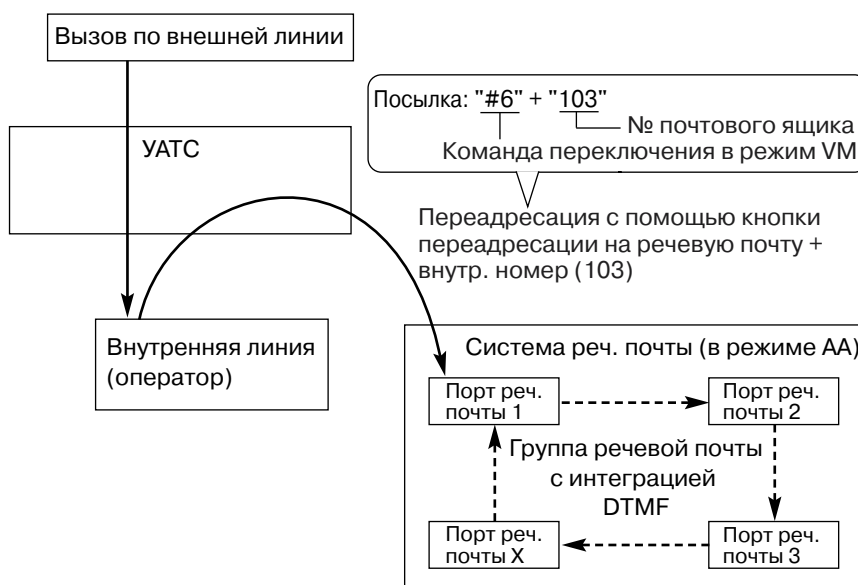 Вызов по внешней линии
Посылка: "#6" + "103"
№ почтового ящика
Команда переключения в режим VM
УАТС
Переадресация с помощью кнопки
переадресации на речевую почту +
внутр. номер (103)
Внутренняя линия
(оператор)
Система реч. почты (в режиме АА)
Порт реч.
почты 1
Порт реч.
почты 2
Группа речевой почты
с интеграцией
DTMF
Порт реч.
почты X
Порт реч.
почты 3